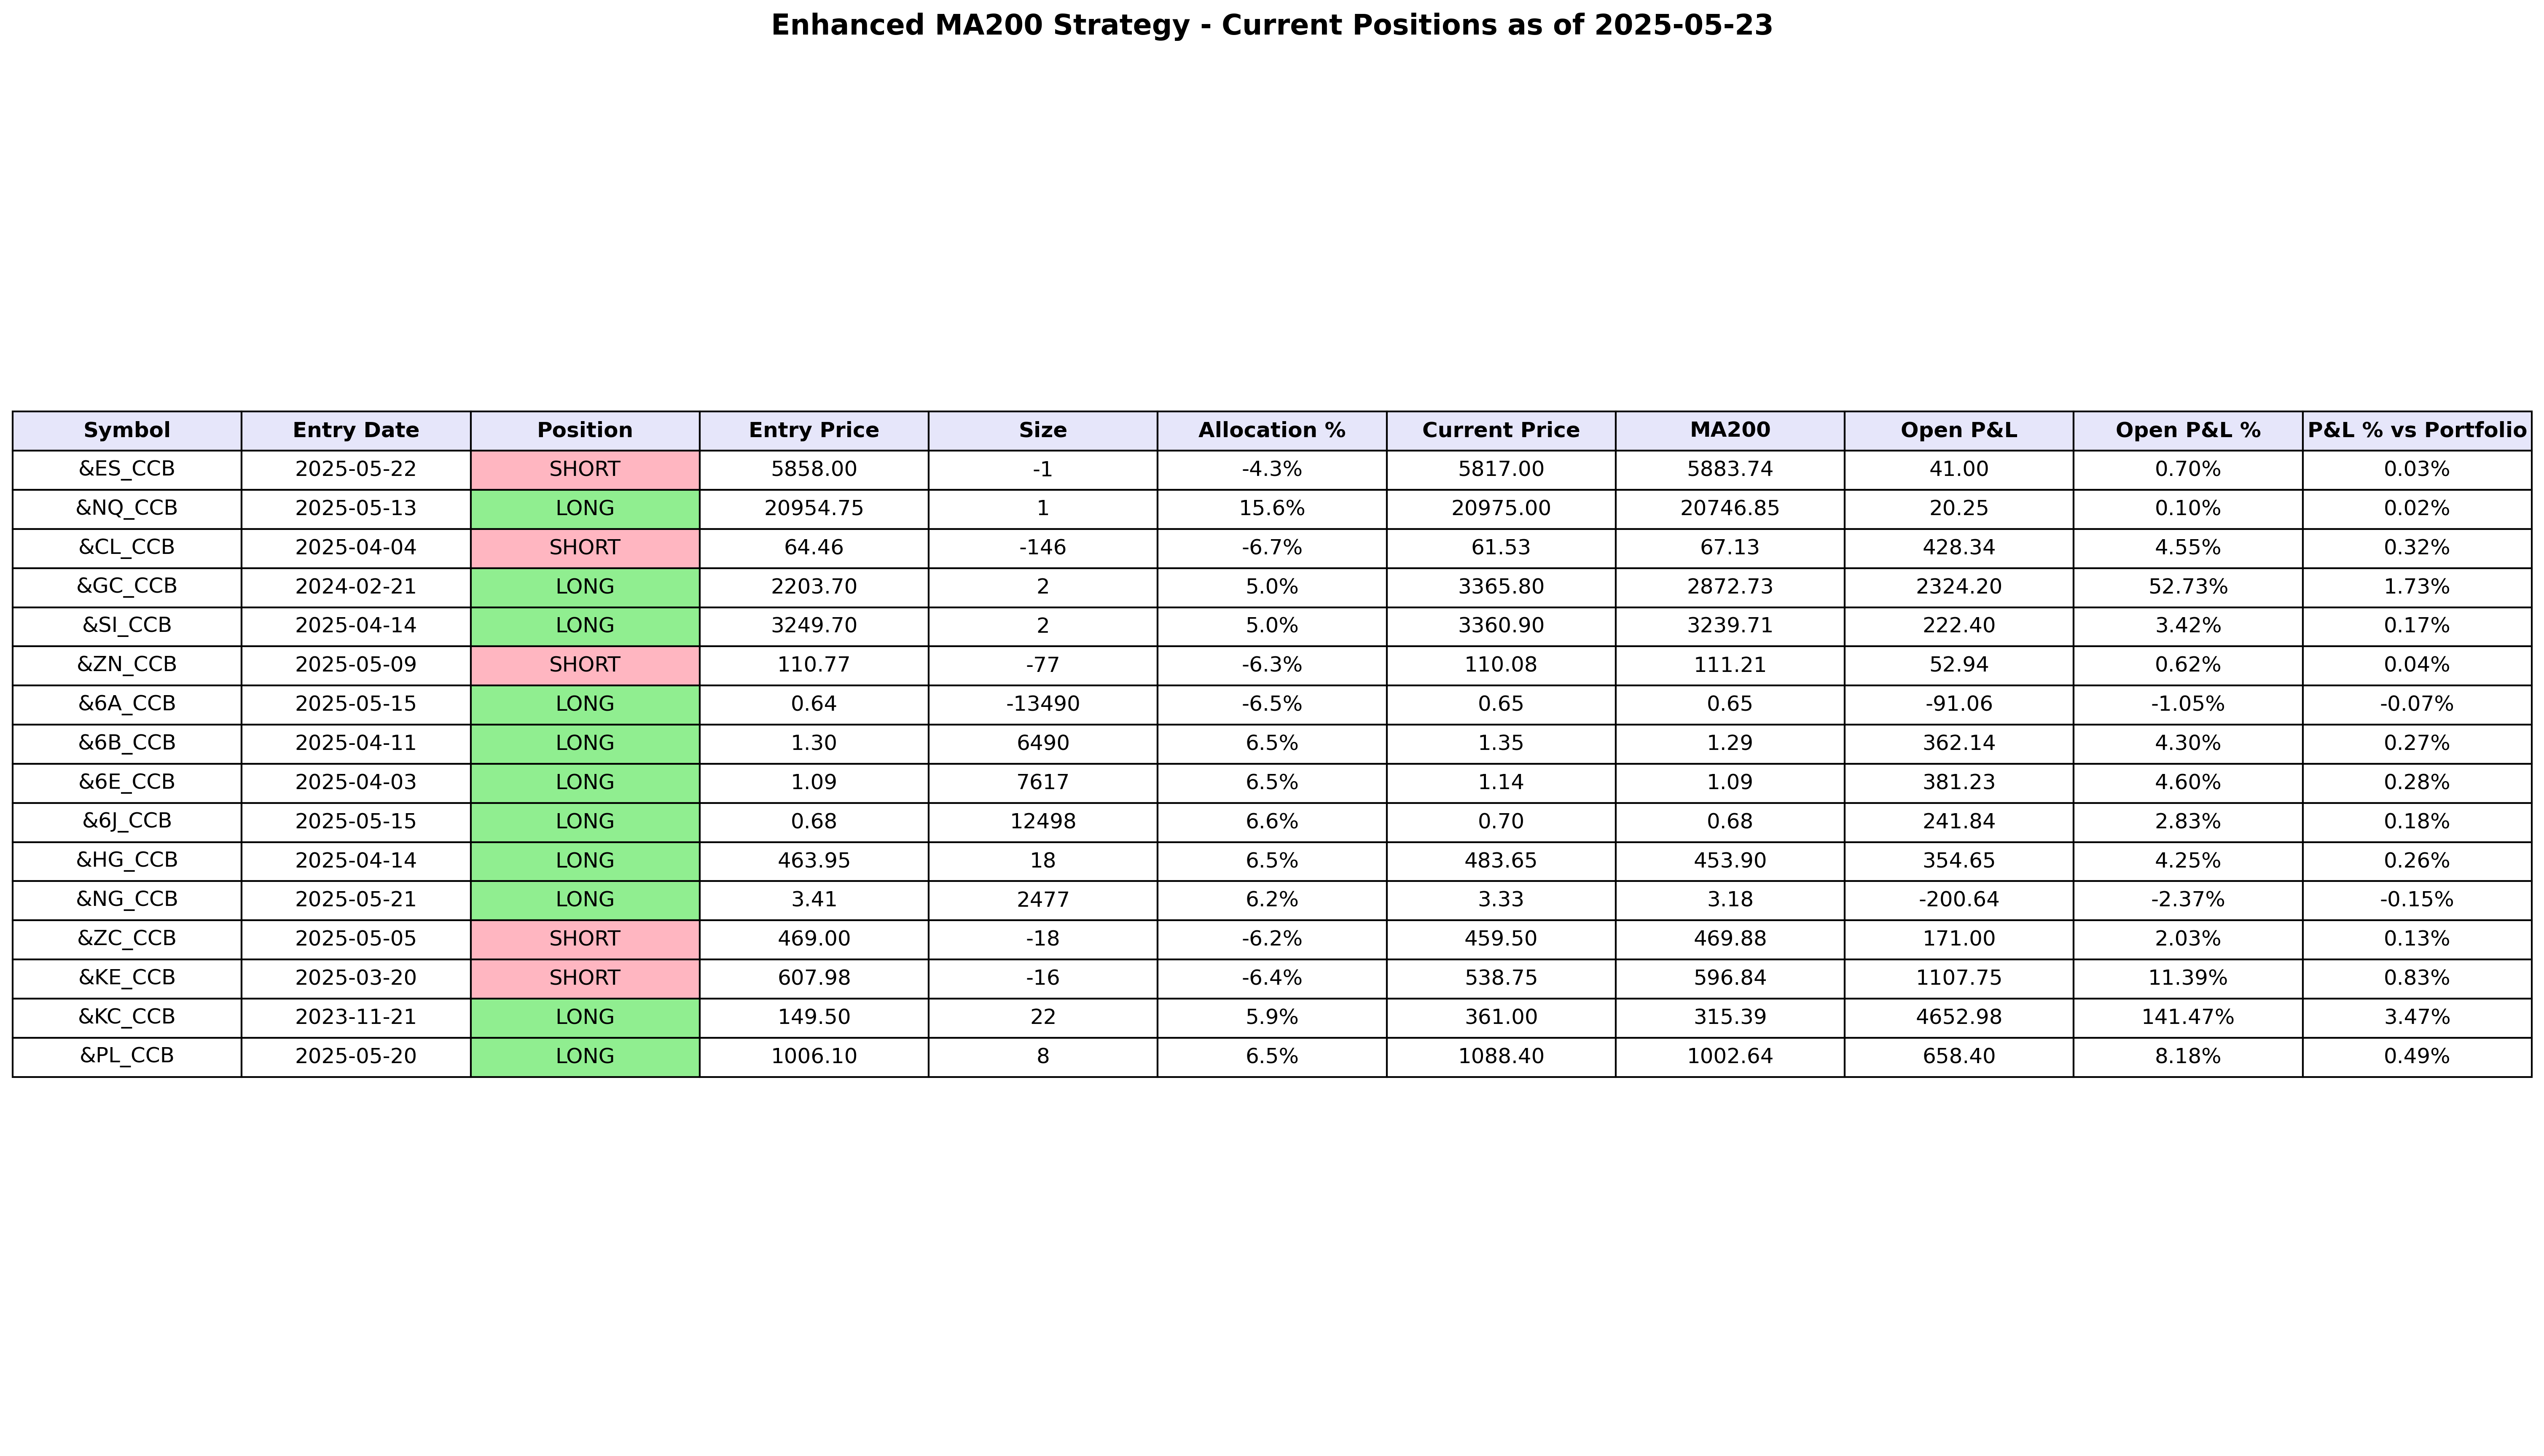 Enhanced MA200 Strategy - Current Positions as of 2025-05-23
Symbol Entry Date Position Entry Price Size Allocation % Current Price MA200 Open P&L Open P&L % P&L % vs Portfolio
&ES_CCB 2025-05-22 SHORT 5858.00 -1 -4.3% 5817.00 5883.74 41.00 0.70% 0.03%
&NQ_CCB 2025-05-13 LONG 20954.75 1 15.6% 20975.00 20746.85 20.25 0.10% 0.02%
&CL_CCB 2025-04-04 SHORT 64.46 -146 -6.7% 61.53 67.13 428.34 4.55% 0.32%
&GC_CCB 2024-02-21 LONG 2203.70 2 5.0% 3365.80 2872.73 2324.20 52.73% 1.73%
&SI_CCB 2025-04-14 LONG 3249.70 2 5.0% 3360.90 3239.71 222.40 3.42% 0.17%
&ZN_CCB 2025-05-09 SHORT 110.77 -77 -6.3% 110.08 111.21 52.94 0.62% 0.04%
&6A_CCB 2025-05-15 LONG 0.64 -13490 -6.5% 0.65 0.65 -91.06 -1.05% -0.07%
&6B_CCB 2025-04-11 LONG 1.30 6490 6.5% 1.35 1.29 362.14 4.30% 0.27%
&6E_CCB 2025-04-03 LONG 1.09 7617 6.5% 1.14 1.09 381.23 4.60% 0.28%
&6J_CCB 2025-05-15 LONG 0.68 12498 6.6% 0.70 0.68 241.84 2.83% 0.18%
&HG_CCB 2025-04-14 LONG 463.95 18 6.5% 483.65 453.90 354.65 4.25% 0.26%
&NG_CCB 2025-05-21 LONG 3.41 2477 6.2% 3.33 3.18 -200.64 -2.37% -0.15%
&ZC_CCB 2025-05-05 SHORT 469.00 -18 -6.2% 459.50 469.88 171.00 2.03% 0.13%
&KE_CCB 2025-03-20 SHORT 607.98 -16 -6.4% 538.75 596.84 1107.75 11.39% 0.83%
&KC_CCB 2023-11-21 LONG 149.50 22 5.9% 361.00 315.39 4652.98 141.47% 3.47%
&PL_CCB 2025-05-20 LONG 1006.10 8 6.5% 1088.40 1002.64 658.40 8.18% 0.49%